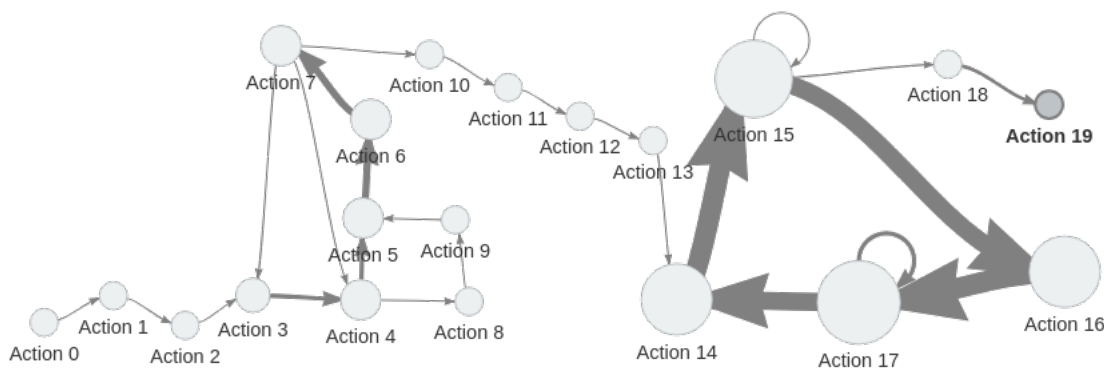 Action 0
Action 1
Action 2
Action 3
Action 4
Action 5
Action 6
Action 7
Action 8
Action 9
Action 10
Action 11
Action 12
Action 13
Action 14
Action 15
Action 16
Action 17
Action 18
Action 19